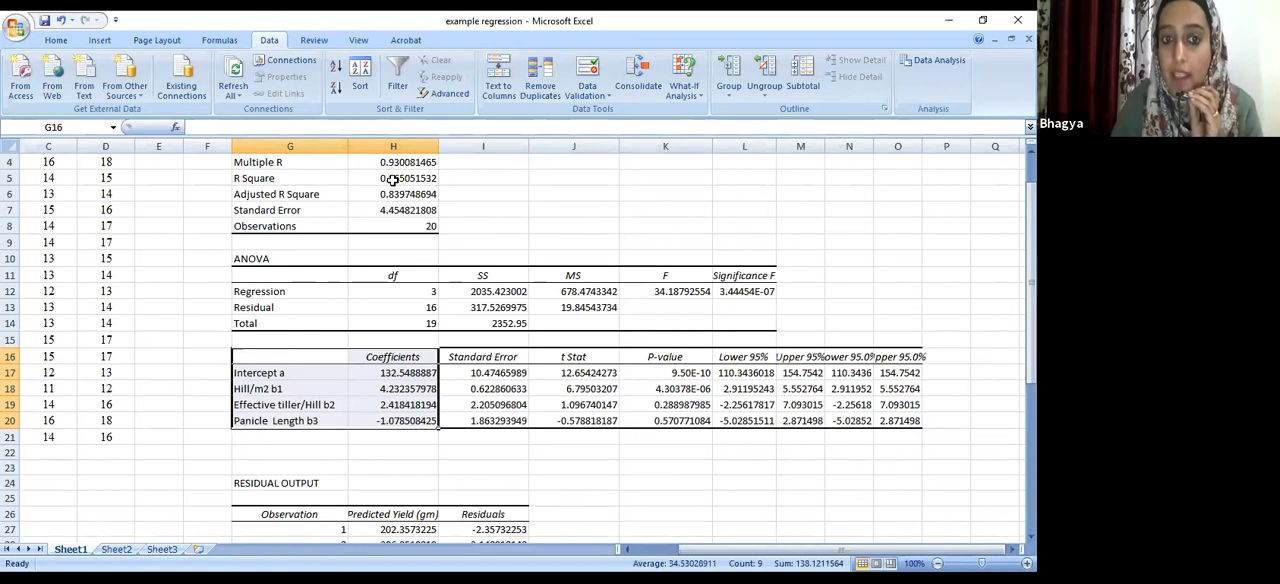 example regression - Microsoft Excel
Home Insert Page Layout Formulas Data Review View Acrobat
From Access From Web From Text From Other Sources Existing Connections Refresh All Connections Properties Edit Links Sort Filter Clear Reapply Advanced Text to Columns Remove Duplicates Data Validation Consolidate What-If Analysis Group Ungroup Subtotal Show Detail Hide Detail Data Analysis
Get External Data Connections Sort & Filter Data Tools Outline Analysis
Bhagya
G16 fx
C D E F G H I J K L M N O P Q
4 16 18 Multiple R 0.930081465
5 14 15 R Square
6 13 14 Adjusted R Square 0.839748694
7 15 16 Standard Error 4.454821808
8 14 17 Observations 20
9 14 17
10 13 15 ANOVA
11 13 14 df SS MS F Significance F
12 12 13 Regression 3 2035.423002 678.4743342 34.18792554 3.44454E-07
13 13 14 Residual 16 317.5269975 19.84543734
14 13 14 Total 19 2352.95
15 15 17
16 15 17 Coefficients Standard Error t Stat P-value Lower 95% Upper 95% ower 95.0% pper 95.0%
17 12 13 Intercept a 132.5488887 10.47465989 12.65424273 9.50E-10 110.3436018 154.7542 110.3436 154.7542
18 11 12 Hill/m2 b1 4.232357978 0.622860633 6.79503207 4.30378E-06 2.91195243 5.552764 2.911952 5.552764
19 14 16 Effective tiller/Hill b2 2.418418194 2.205096804 1.096740147 0.288987985 -2.25617817 7.093015 -2.25618 7.093015
20 16 18 Panicle Length b3 -1.078508425 1.863293949 -0.578818187 0.570771084 -5.02851511 2.871498 -5.02852 2.871498
21 14 16
22
23
24 RESIDUAL OUTPUT
25
26 Observation Predicted Yield (gm) Residuals
27 1 202.3573225 -2.35732253
Sheet1 Sheet2 Sheet3
Ready Average: 34.53028911 Count: 9 Sum: 138.1211564 100%